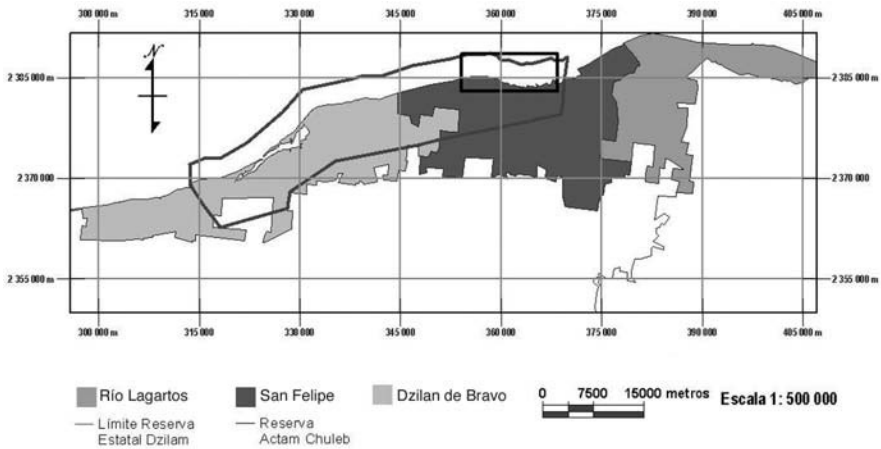 300 000 m 315 000 330 000 345 000 360 000 375 000 390 000 405 000 m
N
2 385 000 m 2 385 000 m
2 370 000 m 2 370 000 m
2 355 000 m 2 355 000 m
300 000 m 315 000 330 000 345 000 360 000 375 000 390 000 405 000 m
Río Lagartos San Felipe Dzilan de Bravo 0 7500 15000 metros Escala 1: 500 000
Límite Reserva Reserva
Estatal Dzilam Actam Chuleb